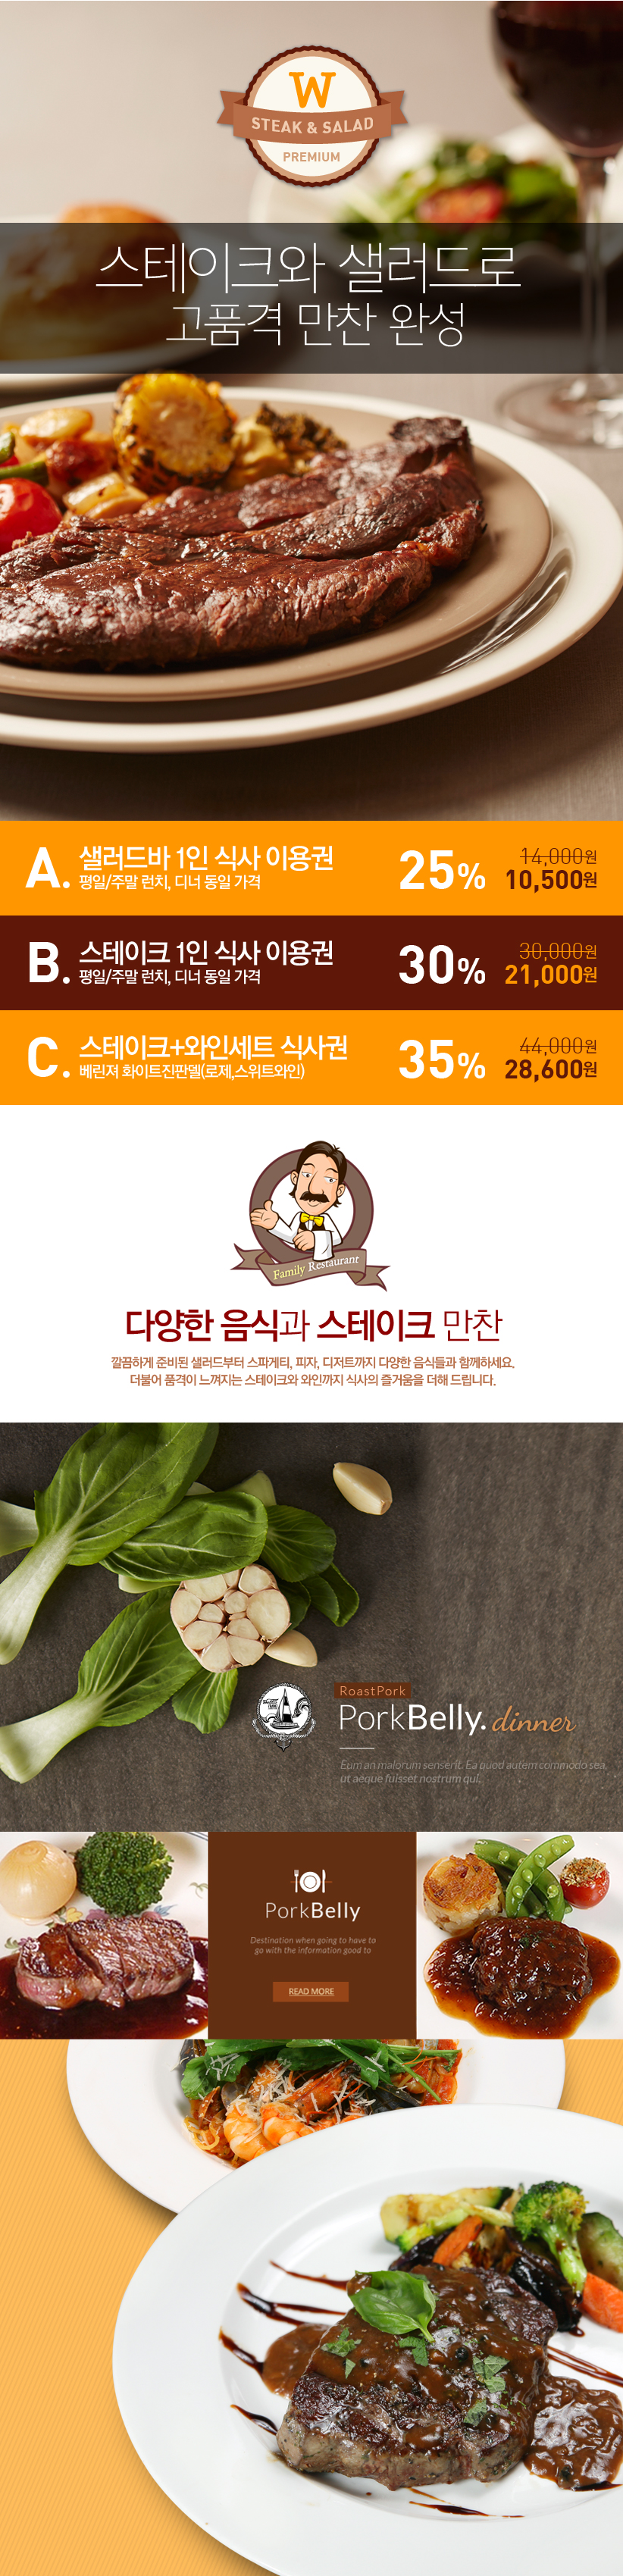 W
STEAK & SALAD
PREMIUM
스테이크와 샐러드로
고품격 만찬 완성
A. 샐러드바 1인 식사 이용권
평일/주말 런치, 디너 동일 가격
25%
14,000원
10,500원
B. 스테이크 1인 식사 이용권
평일/주말 런치, 디너 동일 가격
30%
30,000원
21,000원
C. 스테이크+와인세트 식사권
베린져 화이트진판델(로제,스위트와인)
35%
44,000원
28,600원
Family Restaurant
다양한 음식과 스테이크 만찬
깔끔하게 준비된 샐러드부터 스파게티, 피자, 디저트까지 다양한 음식들과 함께하세요.
더불어 품격이 느껴지는 스테이크와 와인까지 식사의 즐거움을 더해 드립니다.
RoastPork
PorkBelly. dinner
Eum an maiorum senserit. Ea quod autem commodo sea,
ut aeque fuisset nostrum qui.
PorkBelly
Destination when going to have to
go with the information good to
READ MORE